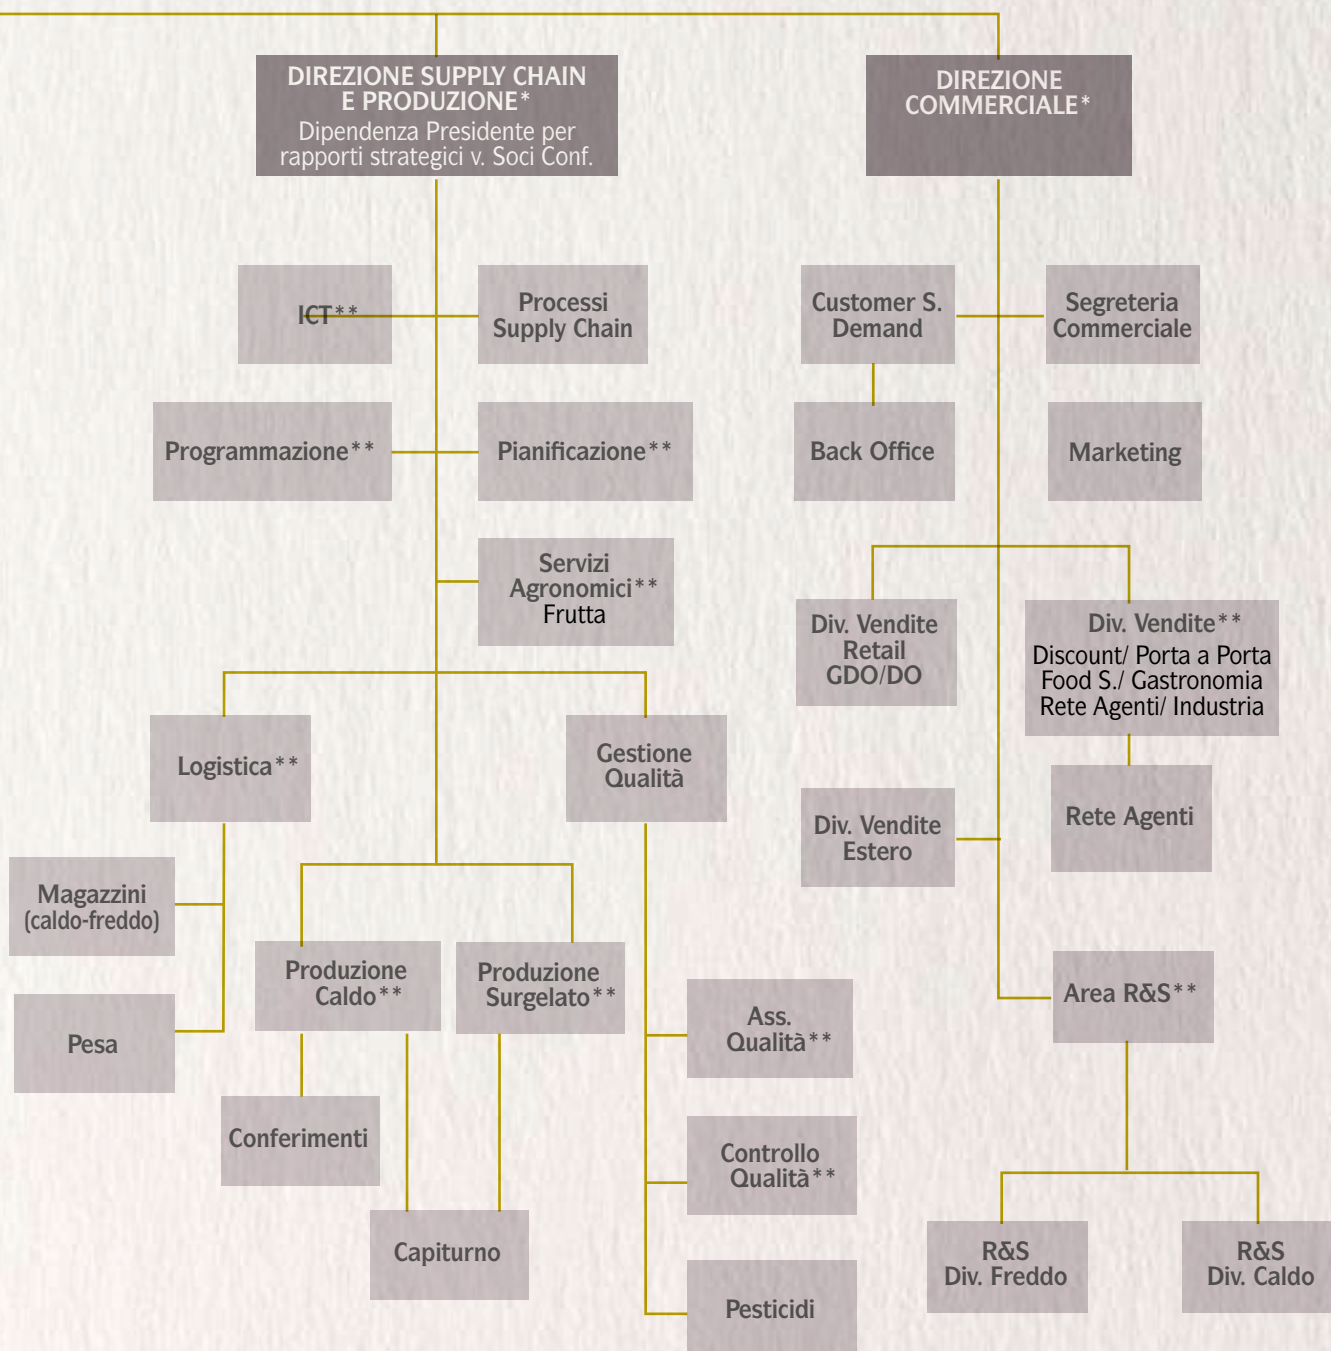 DIREZIONE SUPPLY CHAIN
E PRODUZIONE*
Dipendenza Presidente per
rapporti strategici v. Soci Conf.
DIREZIONE
COMMERCIALE*
ICT**
Processi
Supply Chain
Customer S.
Demand
Segreteria
Commerciale
Programmazione**
Pianificazione**
Back Office
Marketing
Servizi
Agronomici**
Frutta
Div. Vendite
Retail
GDO/DO
Div. Vendite**
Discount/ Porta a Porta
Food S./ Gastronomia
Rete Agenti/ Industria
Logistica**
Gestione
Qualità
Div. Vendite
Estero
Rete Agenti
Magazzini
(caldo-freddo)
Pesa
Produzione
Caldo**
Produzione
Surgelato**
Ass.
Qualità**
Area R&S**
Conferimenti
Controllo
Qualità**
Capiturno
Pesticidi
R&S
Div. Freddo
R&S
Div. Caldo